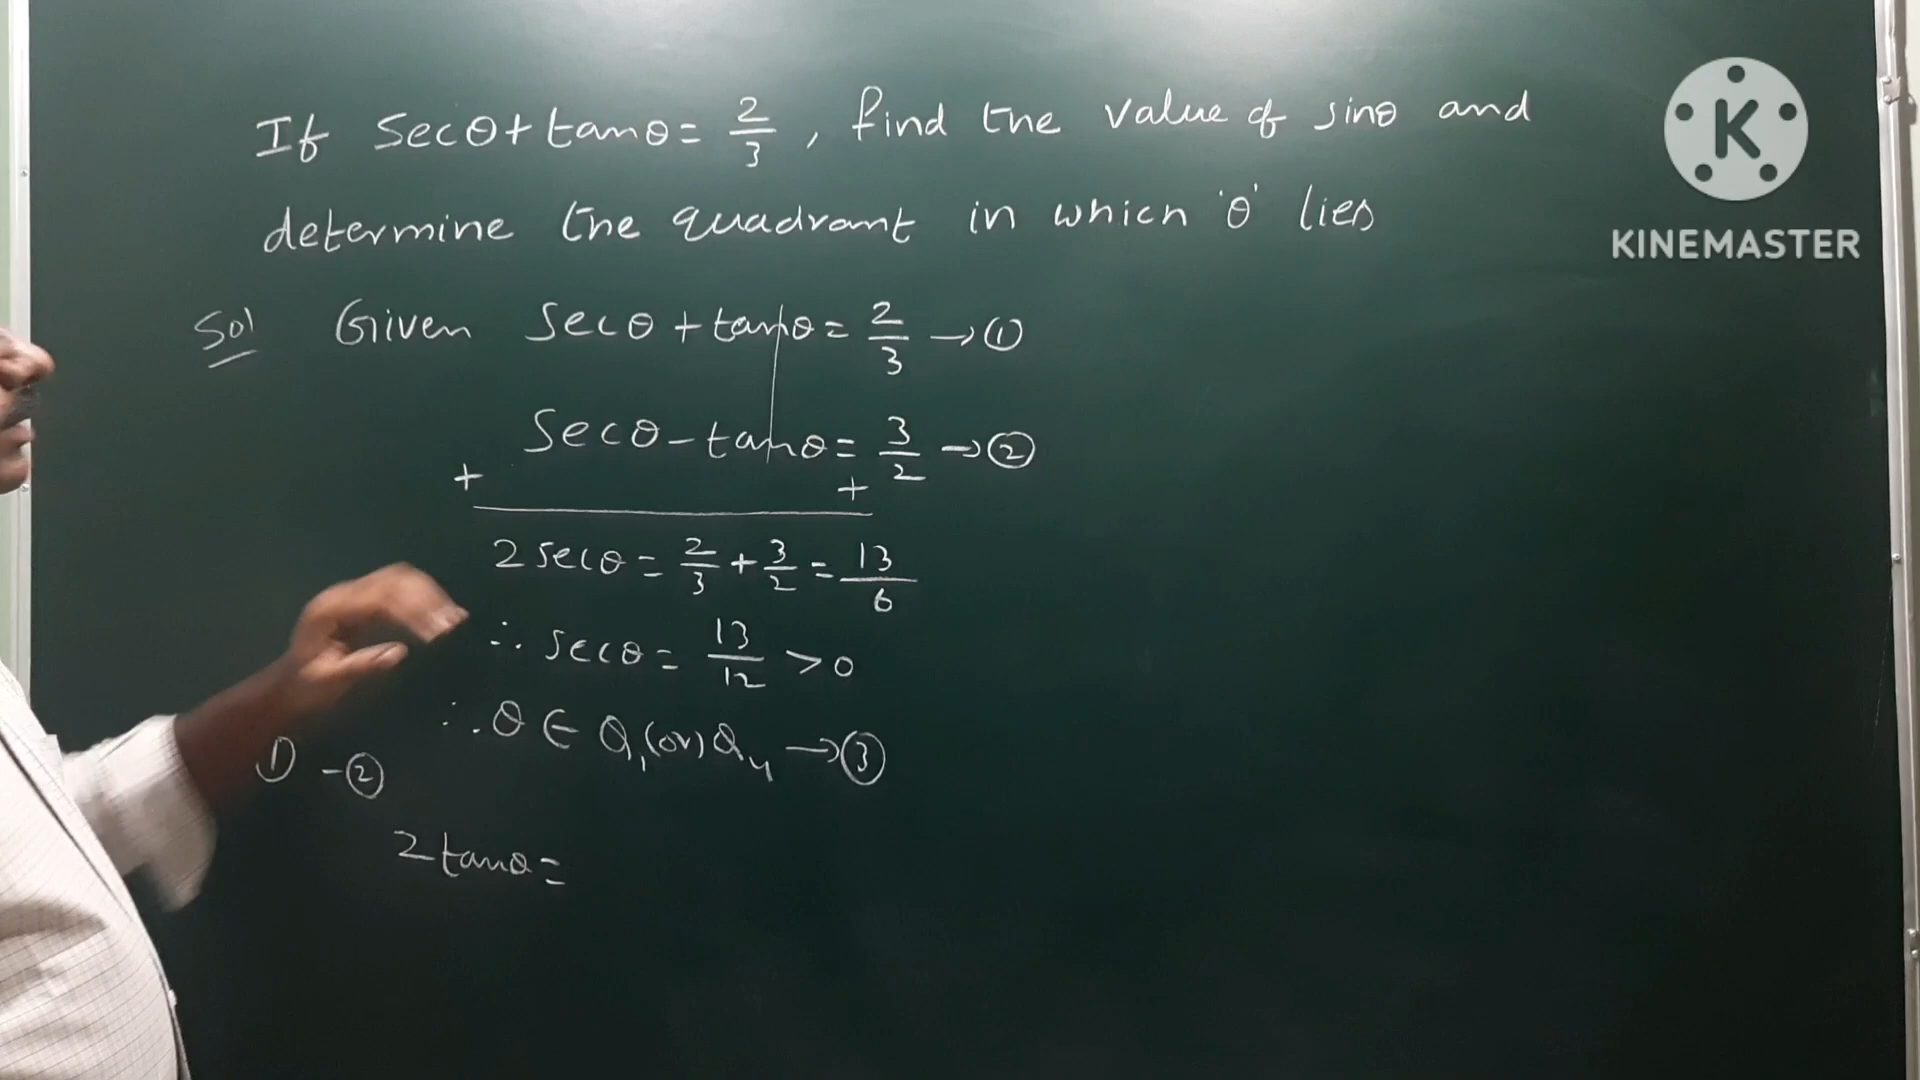 If secθ+tanθ= 2/3, find the value of sinθ and
K
KINEMASTER
determine the quadrant in which 'θ' lies
Sol Given secθ+tanθ= 2/3 →①
secθ-tanθ= 3/2 →②
+ +
2secθ= 2/3 + 3/2 = 13/6
∴ secθ= 13/12 >0
∴ θ ∈ Q₁(or)Q₄ →③
① -②
2tanθ=